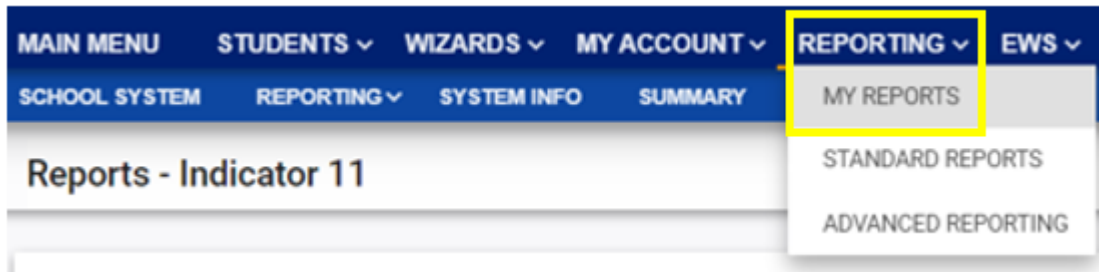 MAIN MENU STUDENTS WIZARDS MY ACCOUNT REPORTING EWS
SCHOOL SYSTEM REPORTING SYSTEM INFO SUMMARY
MY REPORTS
STANDARD REPORTS
ADVANCED REPORTING
Reports - Indicator 11